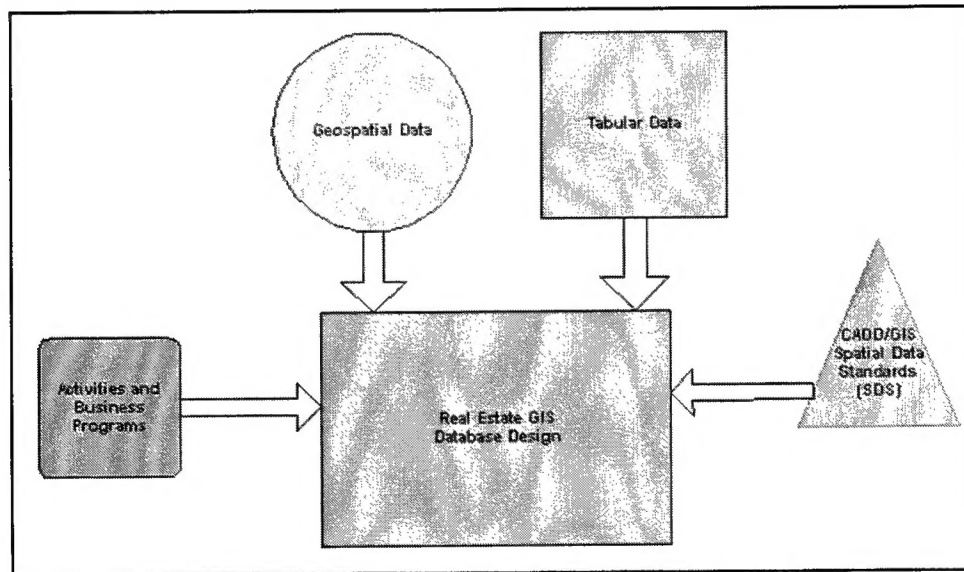 Geospatial Data
Tabular Data
CADD/GIS
Spatial Data
Standards
(SDS)
Activities and
Business
Programs
Real Estate GIS
Database Design